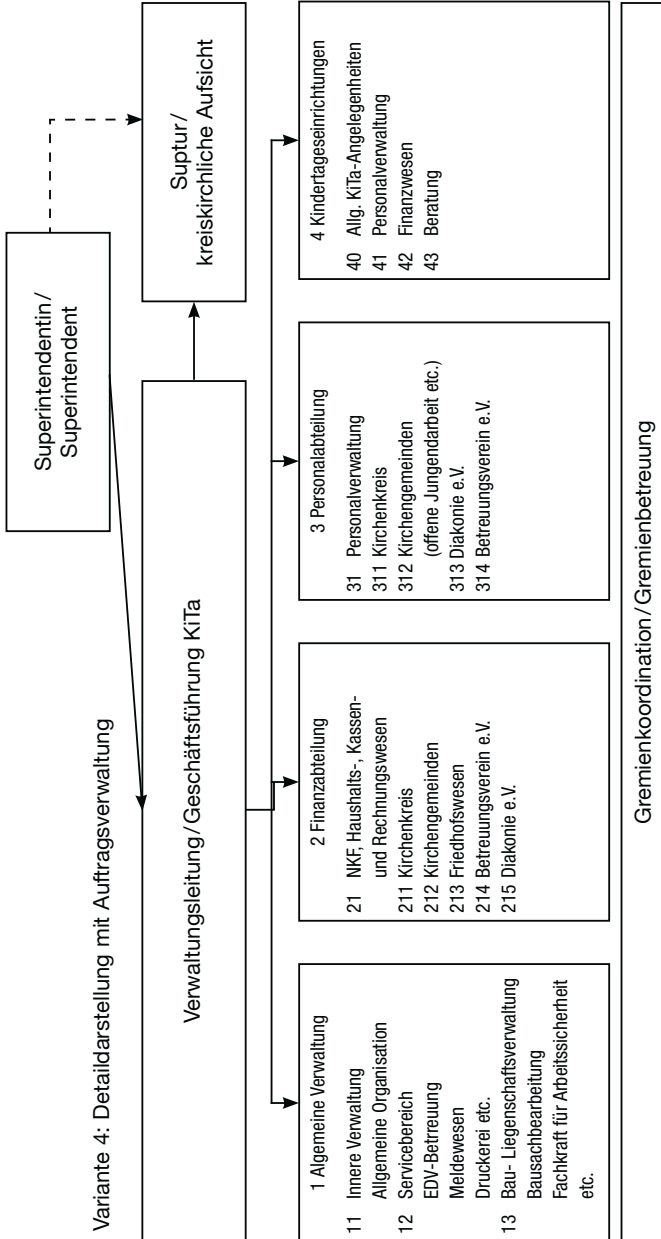 Variante 4: Detaildarstellung mit Auftragsverwaltung
Superintendentin/
Superintendent
Verwaltungsleitung/Geschäftsführung KiTa
Suptur/
kreiskirchliche Aufsicht
1 Algemeine Verwaltung
11 Innere Verwaltung
Allgemeine Organisation
12 Servicebereich
EDV-Betrreuung
Meldewesen
Druckerei etc.
13 Bau- Liegenschaftsverwaltung
Bausachbearbeitung
Fachkraft für Arbeitssicherheit
etc.
2 Finanzabteilung
21 NKF, Haushalts-, Kassen-
und Rechnungswesen
211 Kirchenkreis
212 Kirchengemeinden
213 Friedhofswesen
214 Betreuungsverein e.V.
215 Diakonie e.V.
3 Personalabteilung
31 Personalverwaltung
311 Kirchenkreis
312 Kirchengemeinden
(offene Jungendarbeit etc.)
313 Diakonie e.V.
314 Betreuungsverein e.V.
4 Kindertageseinrichtungen
40 Allg. KiTa-Angelegenheiten
41 Personalverwaltung
42 Finanzwesen
43 Beratung
Gremienkoordination/Gremienbetreuung